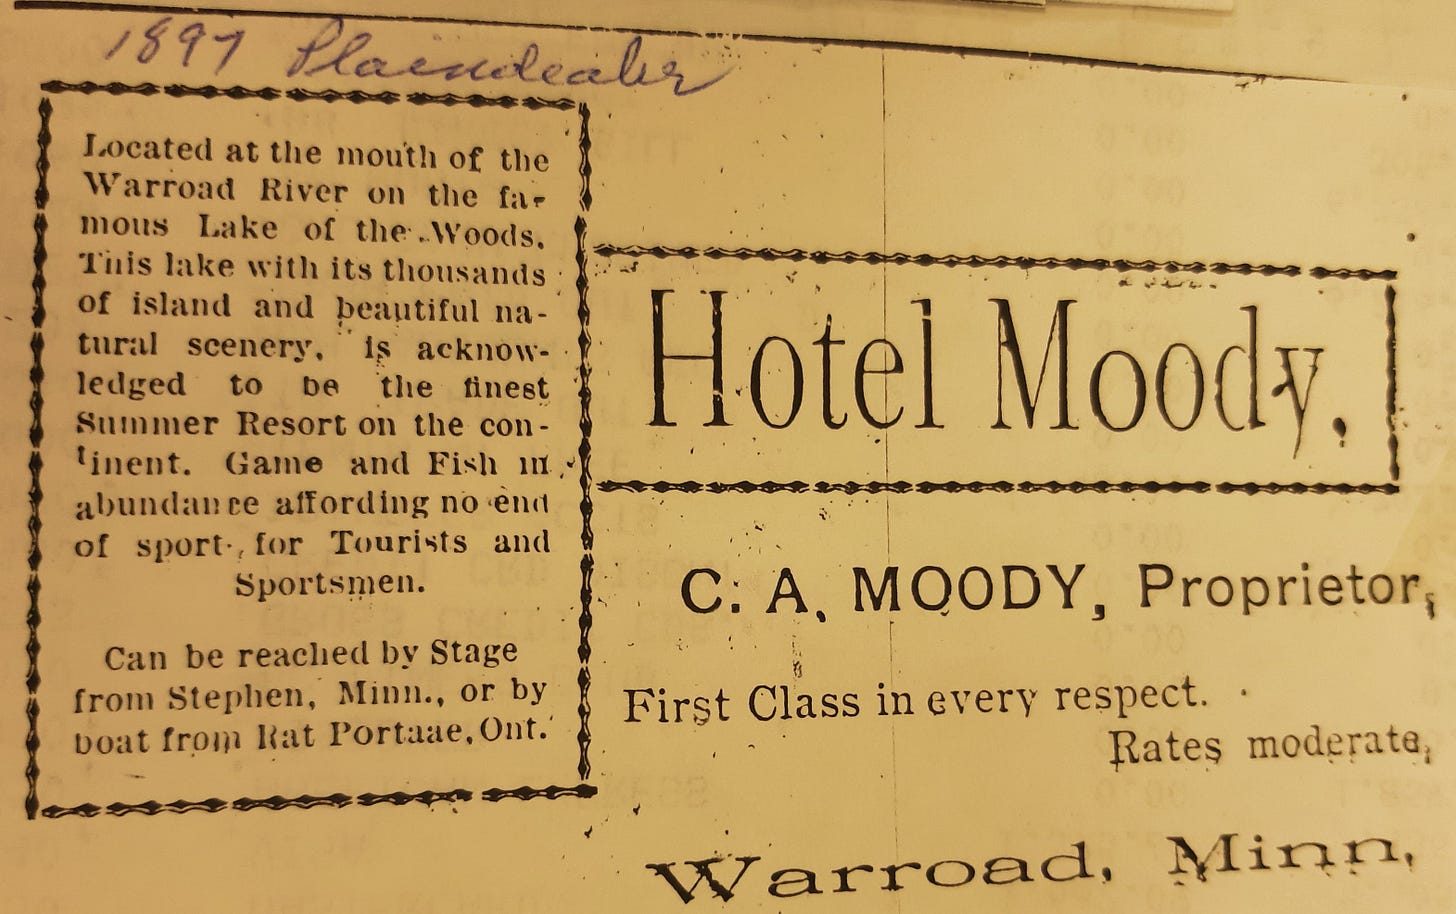 1897 Plaindealer
Located at the mouth of the
Warroad River on the fa-
mous Lake of the Woods.
This lake with its thousands
of island and beautiful na-
tural scenery, is acknow-
ledged to be the finest
Summer Resort on the con-
tinent. Game and Fish in
abundance affording no end
of sport, for Tourists and
Sportsmen.
Can be reached by Stage
from Stephen, Minn., or by
boat from Rat Portage, Ont.
Hotel Moody,
C. A. MOODY, Proprietor,
First Class in every respect.
Rates moderate,
Warroad, Minn,